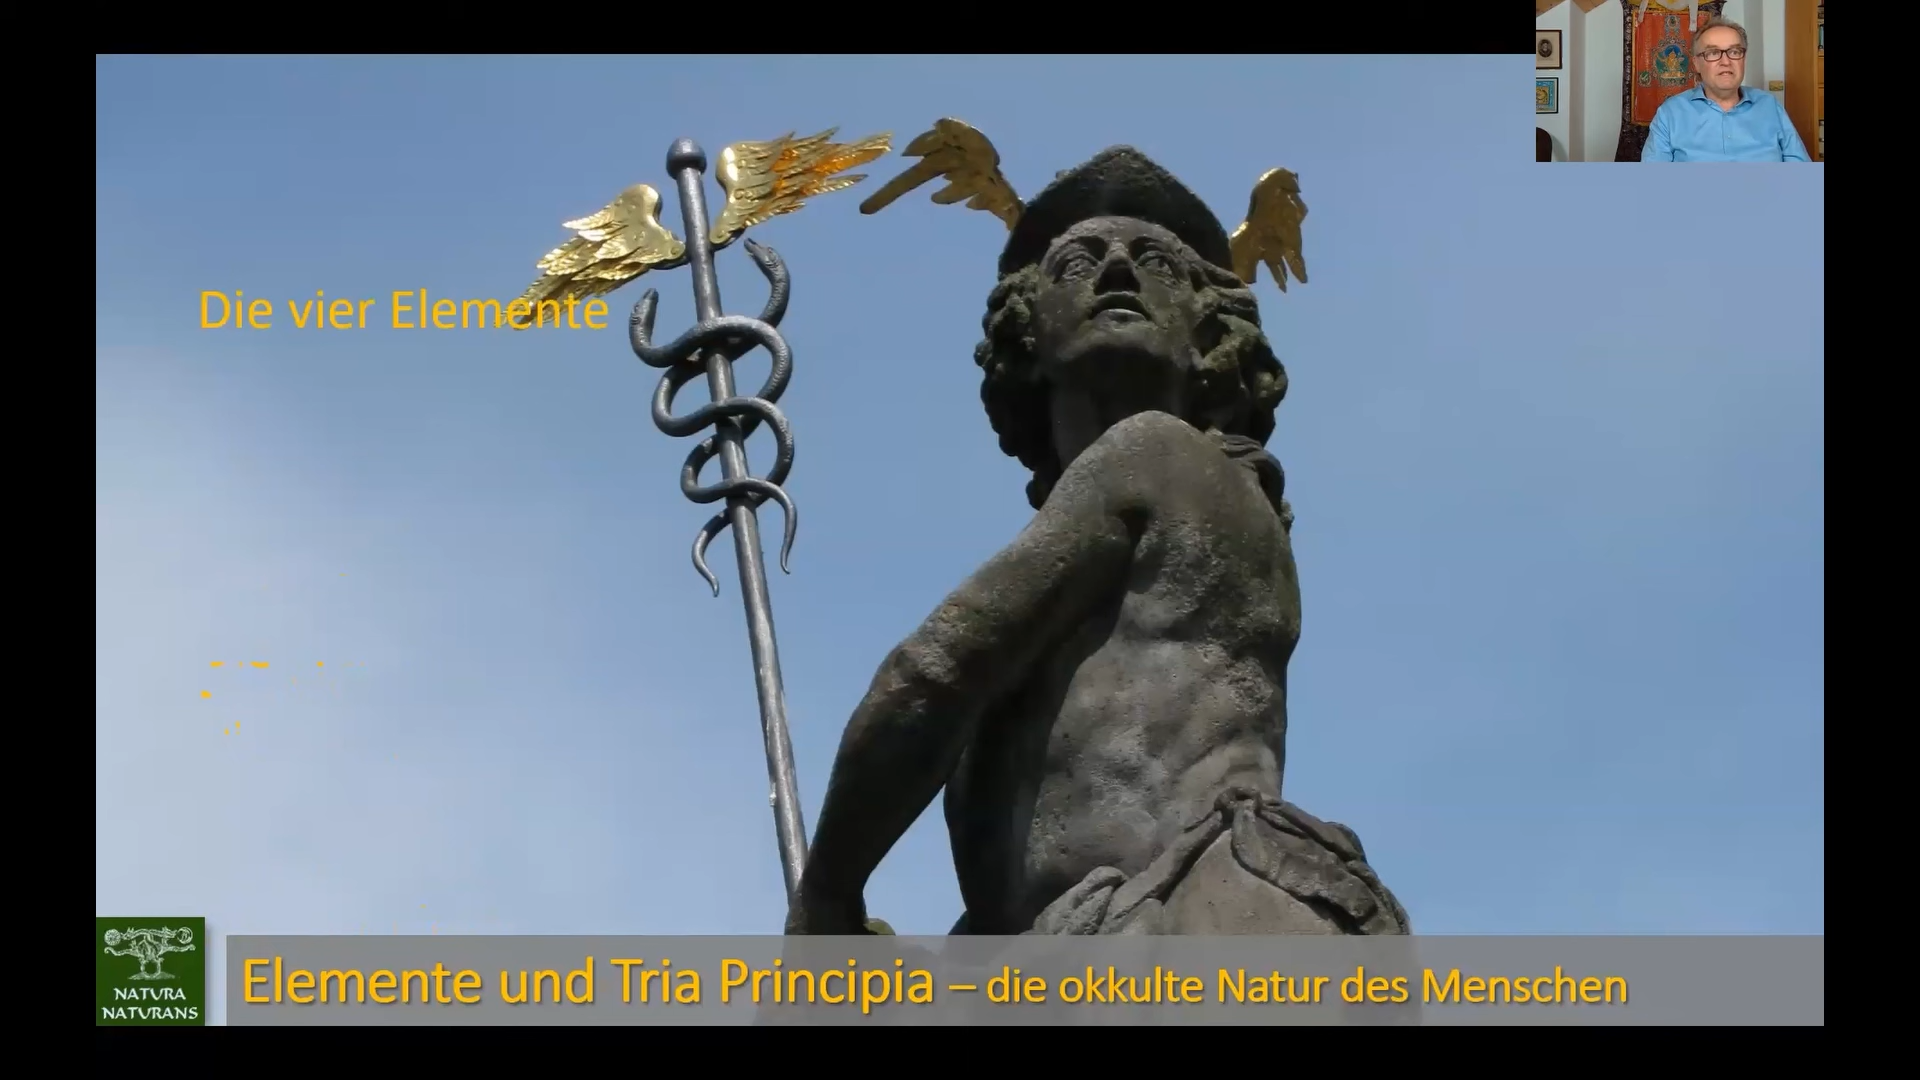 Die vier Elemente
NATURA
NATURANS
Elemente und Tria Principia – die okkulte Natur des Menschen